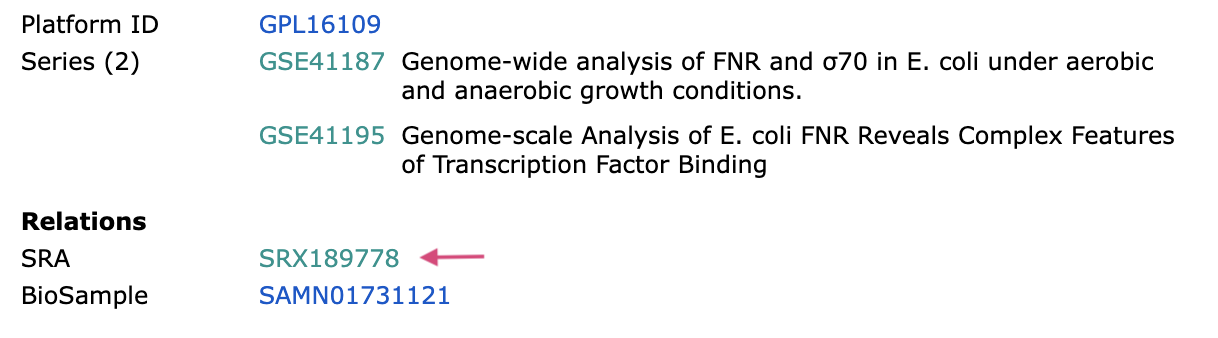 Platform ID GPL16109
Series (2) GSE41187 Genome-wide analysis of FNR and σ70 in E. coli under aerobic
and anaerobic growth conditions.
GSE41195 Genome-scale Analysis of E. coli FNR Reveals Complex Features
of Transcription Factor Binding
Relations
SRA SRX189778
BioSample SAMN01731121